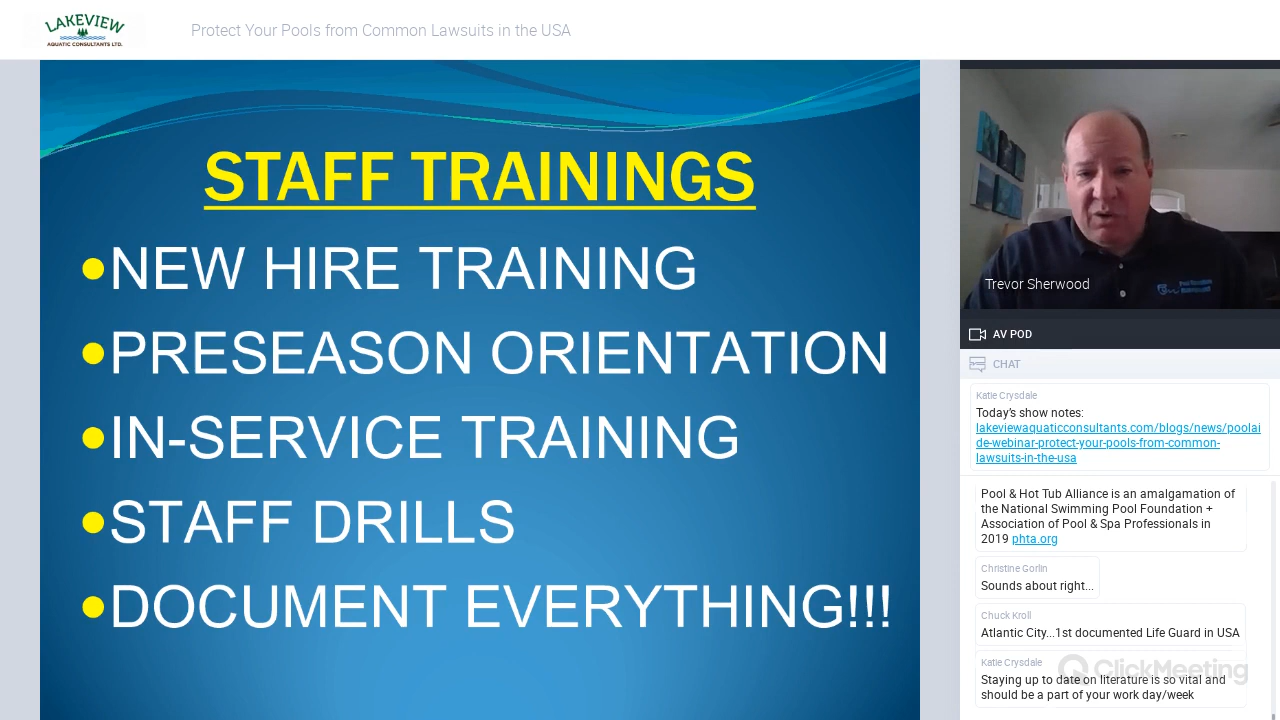 LAKEVIEW
AQUATIC CONSULTANTS LTD.
Protect Your Pools from Common Lawsuits in the USA
STAFF TRAININGS
•NEW HIRE TRAINING
•PRESEASON ORIENTATION
•IN-SERVICE TRAINING
•STAFF DRILLS
•DOCUMENT EVERYTHING!!!
Trevor Sherwood
AV POD
CHAT
Katie Crysdale
Today's show notes:
lakeviewaquaticconsultants.com/blogs/news/poolai
de-webinar-protect-your-pools-from-common-
lawsuits-in-the-usa
Pool & Hot Tub Alliance is an amalgamation of
the National Swimming Pool Foundation +
Association of Pool & Spa Professionals in
2019 phta.org
Christine Gorlin
Sounds about right...
Chuck Kroll
Atlantic City...1st documented Life Guard in USA
Katie Crysdale
Staying up to date on literature is so vital and
should be a part of your work day/week
ClickMeeting